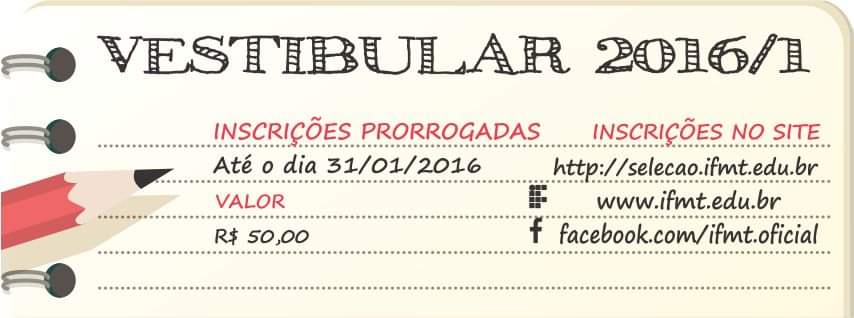 VESTIBULAR 2016/1
INSCRIÇÕES PRORROGADAS
Até o dia 31/01/2016
VALOR
R$ 50,00
INSCRIÇÕES NO SITE
http://selecao.ifmt.edu.br
www.ifmt.edu.br
facebook.com/ifmt.oficial